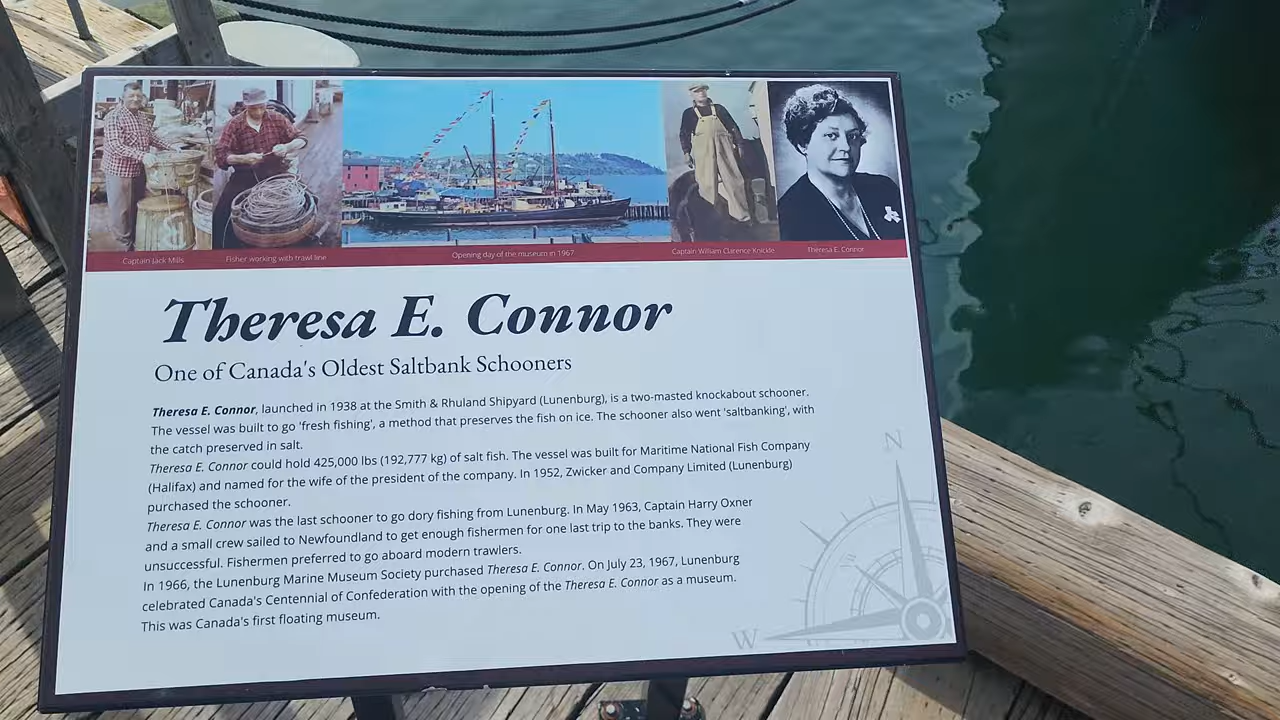 Captain Jack Mills
Fisher working with trawl line
Opening day of the museum in 1967
Captain William Clarence Knickle
Theresa E. Connor
Theresa E. Connor
One of Canada's Oldest Saltbank Schooners
Theresa E. Connor, launched in 1938 at the Smith & Rhuland Shipyard (Lunenburg), is a two-masted knockabout schooner.
The vessel was built to go 'fresh fishing', a method that preserves the fish on ice. The schooner also went 'saltbanking', with
the catch preserved in salt.
Theresa E. Connor could hold 425,000 lbs (192,777 kg) of salt fish. The vessel was built for Maritime National Fish Company
(Halifax) and named for the wife of the president of the company. In 1952, Zwicker and Company Limited (Lunenburg)
purchased the schooner.
Theresa E. Connor was the last schooner to go dory fishing from Lunenburg. In May 1963, Captain Harry Oxner
and a small crew sailed to Newfoundland to get enough fishermen for one last trip to the banks. They were
unsuccessful. Fishermen preferred to go aboard modern trawlers.
In 1966, the Lunenburg Marine Museum Society purchased Theresa E. Connor. On July 23, 1967, Lunenburg
celebrated Canada's Centennial of Confederation with the opening of the Theresa E. Connor as a museum.
This was Canada's first floating museum.
N
W